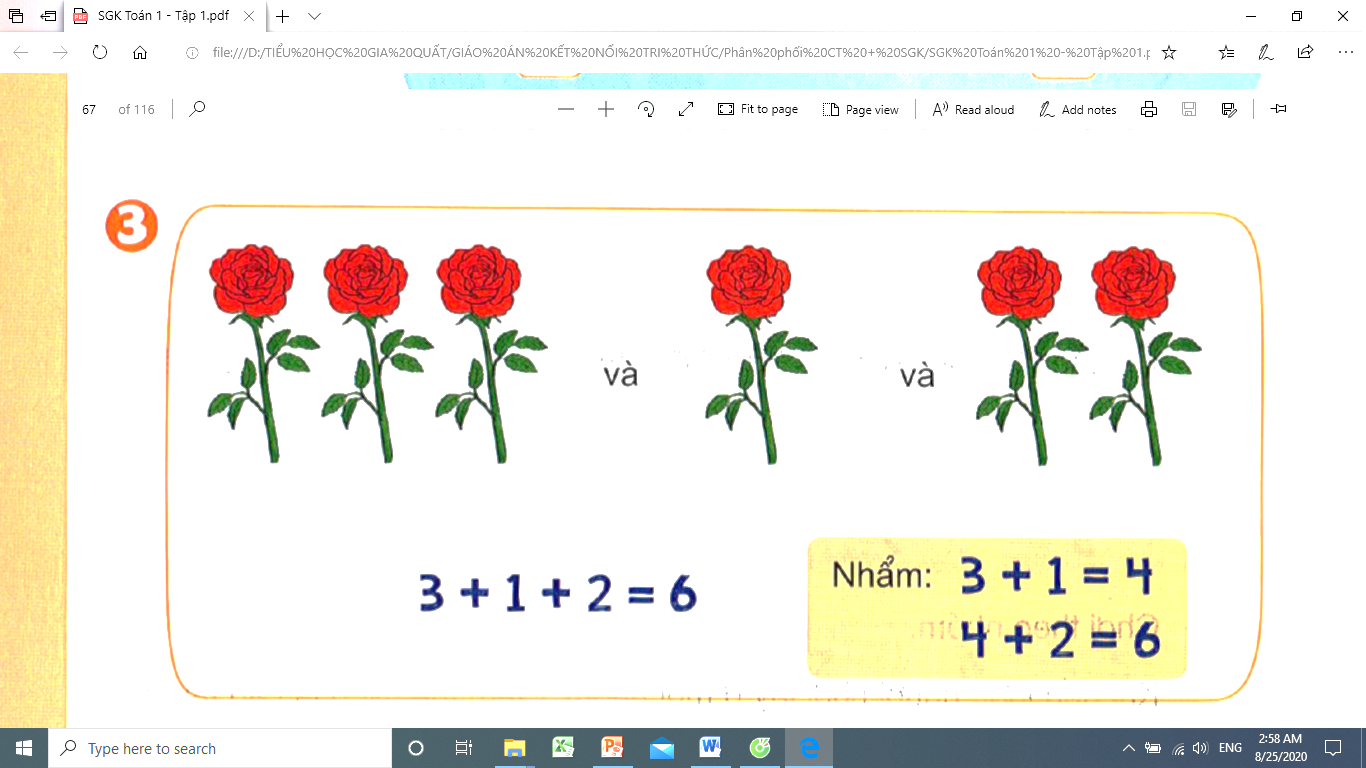 SGK Toán 1 - Tập 1.pdf
file:///D:/TIỂU%20HỌC%20GIA%20QUẤT/GIÁO%20ÁN%20KẾT%20NỐI%20TRI%20THỨC/Phân%20phối%20CT%20+%20SGK/SGK%20Toán%201%20-%20Tập%201.p
67 of 116
Fit to page
Page view
Read aloud
Add notes
3
và
và
3 + 1 + 2 = 6
Nhẩm: 3 + 1 = 4
4 + 2 = 6
Type here to search
ENG
2:58 AM
8/25/2020